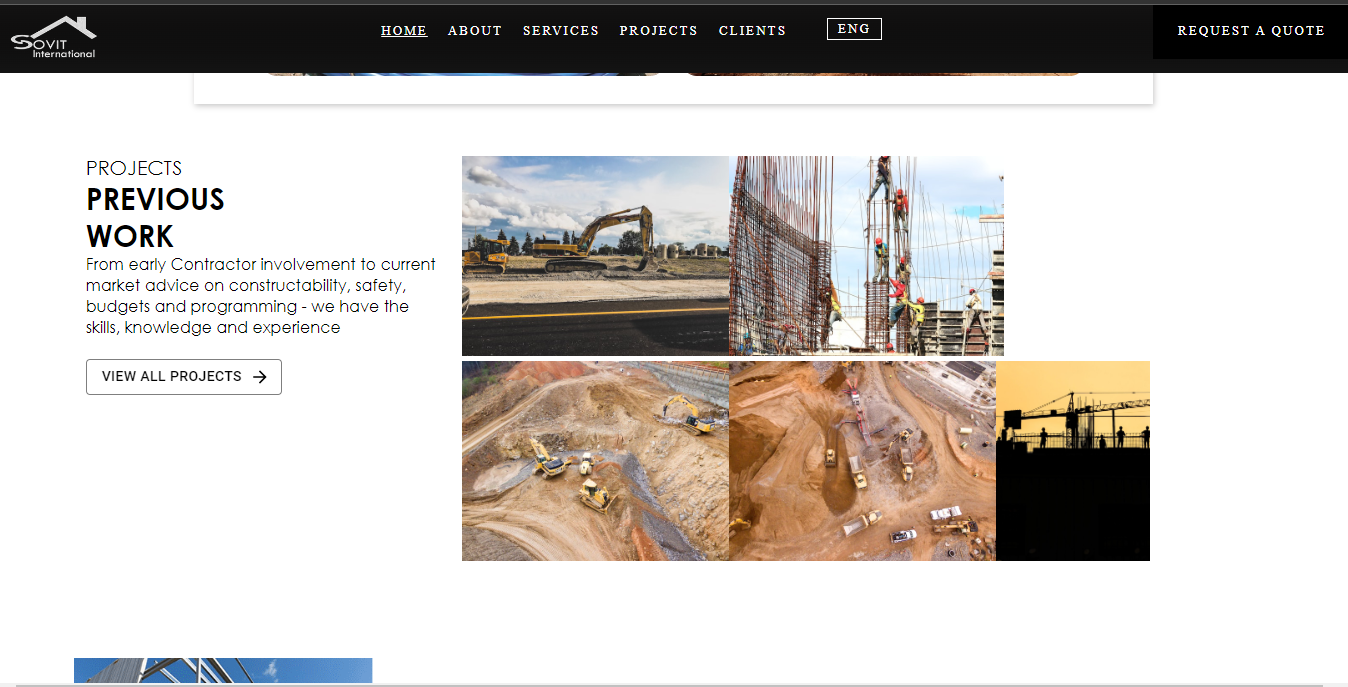 SOVIT
International
HOME ABOUT SERVICES PROJECTS CLIENTS ENG REQUEST A QUOTE
PROJECTS
PREVIOUS
WORK
From early Contractor involvement to current
market advice on constructability, safety,
budgets and programming - we have the
skills, knowledge and experience
VIEW ALL PROJECTS